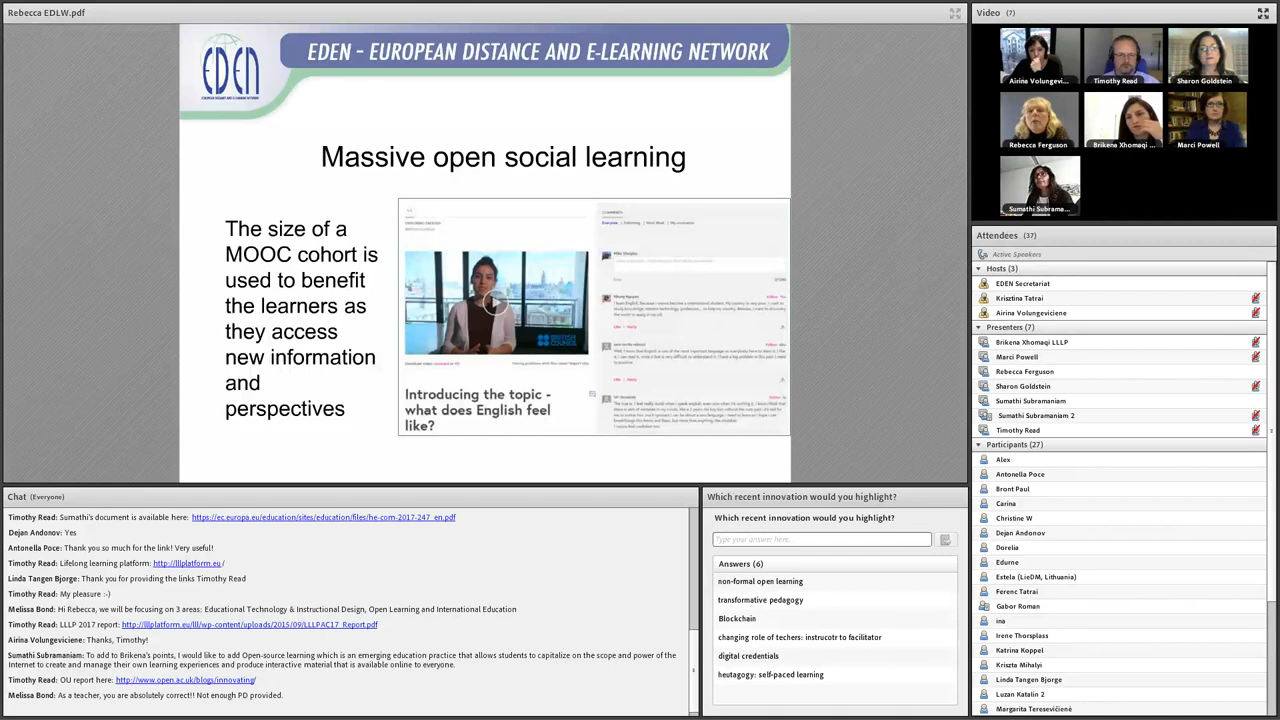 Rebecca EDLW.pdf
EDEN
EDEN - EUROPEAN DISTANCE AND E-LEARNING NETWORK
Massive open social learning
The size of a
MOOC cohort is
used to benefit
the learners as
they access
new information
and
perspectives
COMMENTS
BRITISH
COUNCIL
Introducing the topic -
what does English feel
like?
Video (7)
Airina Volungevi...
Timothy Read
Sharon Goldstein
Rebecca Ferguson
Brikena Xhomaqi ...
Marci Powell
Sumathi Subrama...
Attendees (37)
Active Speakers
Hosts (3)
EDEN Secretariat
Krisztina Tatrai
Airina Volungeviciene
Presenters (7)
Brikena Xhomaqi LLLP
Marci Powell
Rebecca Ferguson
Sharon Goldstein
Sumathi Subramaniam
Sumathi Subramaniam 2
Timothy Read
Participants (27)
Alex
Antonella Poce
Bront Paul
Carina
Christine W
Dejan Andonov
Dorelia
Edurne
Estela (LieDM, Lithuania)
Ferenc Tatrai
Gabor Roman
ina
Irene Thorsplass
Katrina Koppel
Kriszta Mihalyi
Linda Tangen Bjorge
Luzan Katalin 2
Margarita Teresevičienė
Chat (Everyone)
Timothy Read: Sumathi's document is available here: https://ec.europa.eu/education/sites/education/files/he-com-2017-247_en.pdf
Dejan Andonov: Yes
Antonella Poce: Thank you so much for the link! Very useful!
Timothy Read: Lifelong learning platform: http://lllplatform.eu /
Linda Tangen Bjorge: Thank you for providing the links Timothy Read
Timothy Read: My pleasure :-)
Melissa Bond: Hi Rebecca, we will be focusing on 3 areas: Educational Technology & Instructional Design, Open Learning and International Education
Timothy Read: LLLP 2017 report: http://lllplatform.eu/lll/wp-content/uploads/2015/09/LLLPAC17_Report.pdf
Airina Volungeviciene: Thanks, Timothy!
Sumathi Subramaniam: To add to Brikena's points, I would like to add Open-source learning which is an emerging education practice that allows students to capitalize on the scope and power of the
Internet to create and manage their own learning experiences and produce interactive material that is available online to everyone.
Timothy Read: OU report here: http://www.open.ac.uk/blogs/innovating/
Melissa Bond: As a teacher, you are absolutely correct!! Not enough PD provided.
Which recent innovation would you highlight?
Which recent innovation would you highlight?
Type your answer here...
Answers (6)
non-formal open learning
transformative pedagogy
Blockchain
changing role of techers: instrucotr to facilitator
digital credentials
heutagogy: self-paced learning